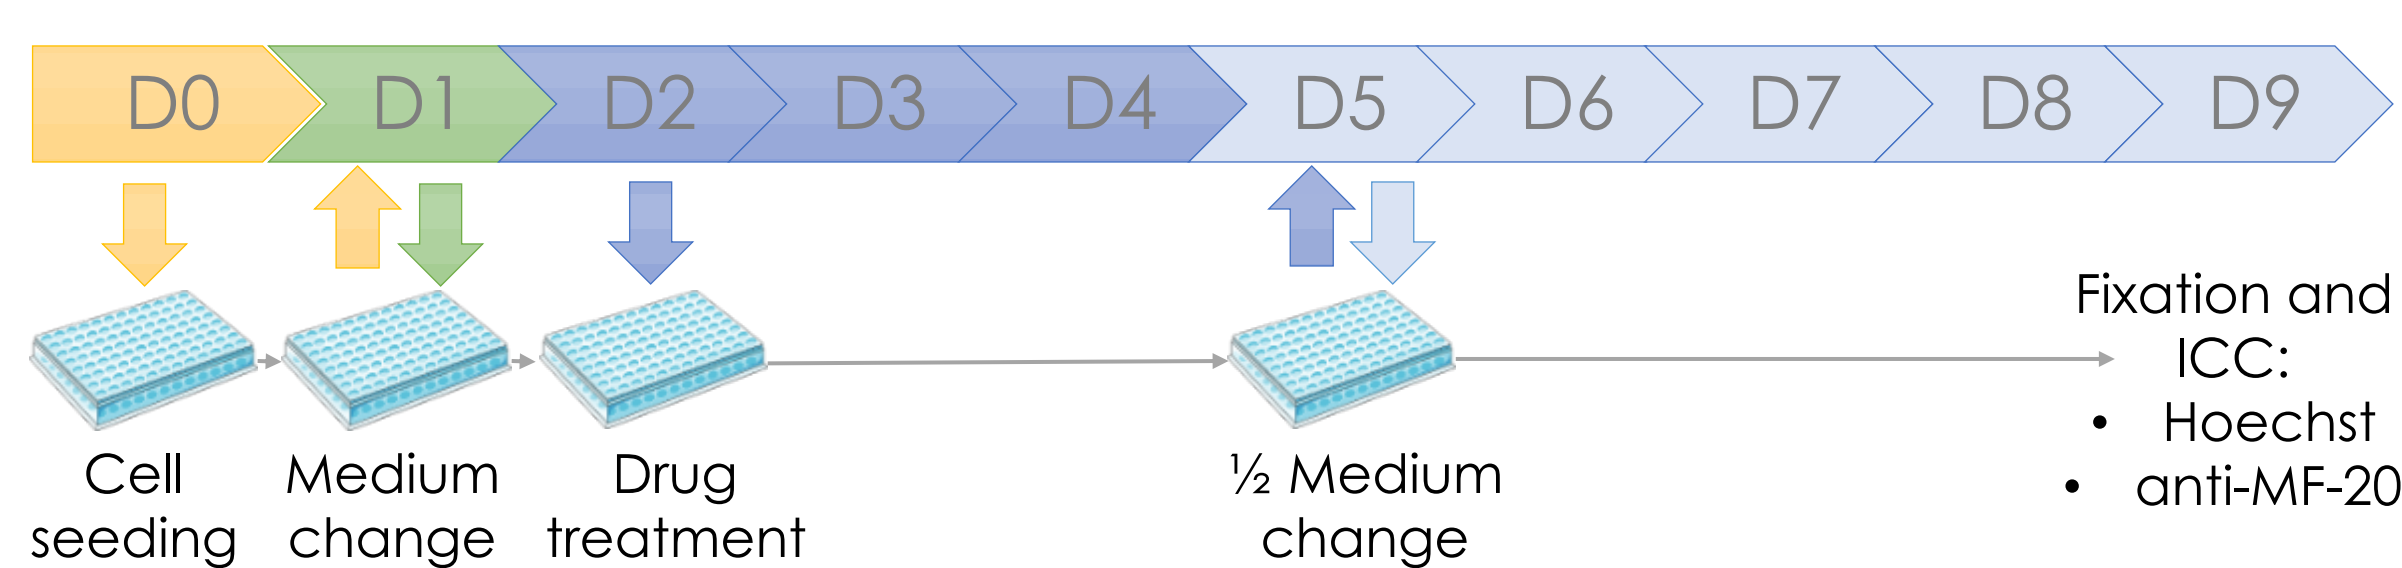 D0 D1 D2 D3 D4 D5 D6 D7 D8 D9
Cell
seeding
Medium
change
Drug
treatment
½ Medium
change
Fixation and
ICC:
• Hoechst
• anti-MF-20